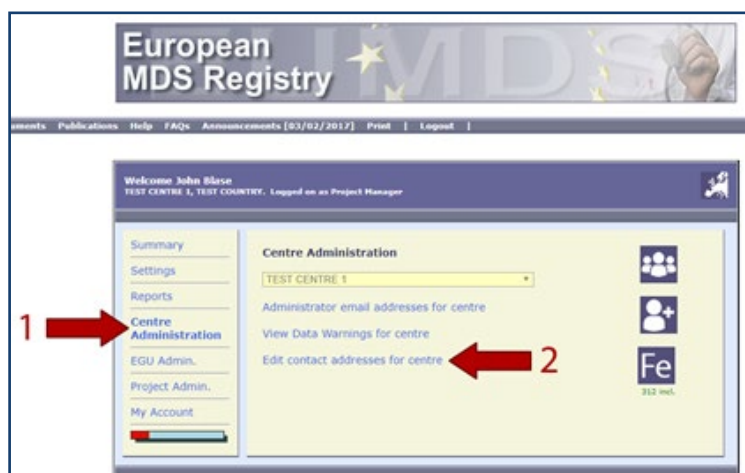 European
MDS Registry
EUMDS
uments Publications Help FAQs Announcements [03/02/2017] Print | Logout |
Welcome John Blase
TEST CENTRE 1, TEST COUNTRY. Logged on as Project Manager
Summary
Settings
Reports
Centre
Administration
EGU Admin.
Project Admin.
My Account
Centre Administration
TEST CENTRE 1
Administrator email addresses for centre
View Data Warnings for centre
Edit contact addresses for centre
Fe
312 incl.
1
2